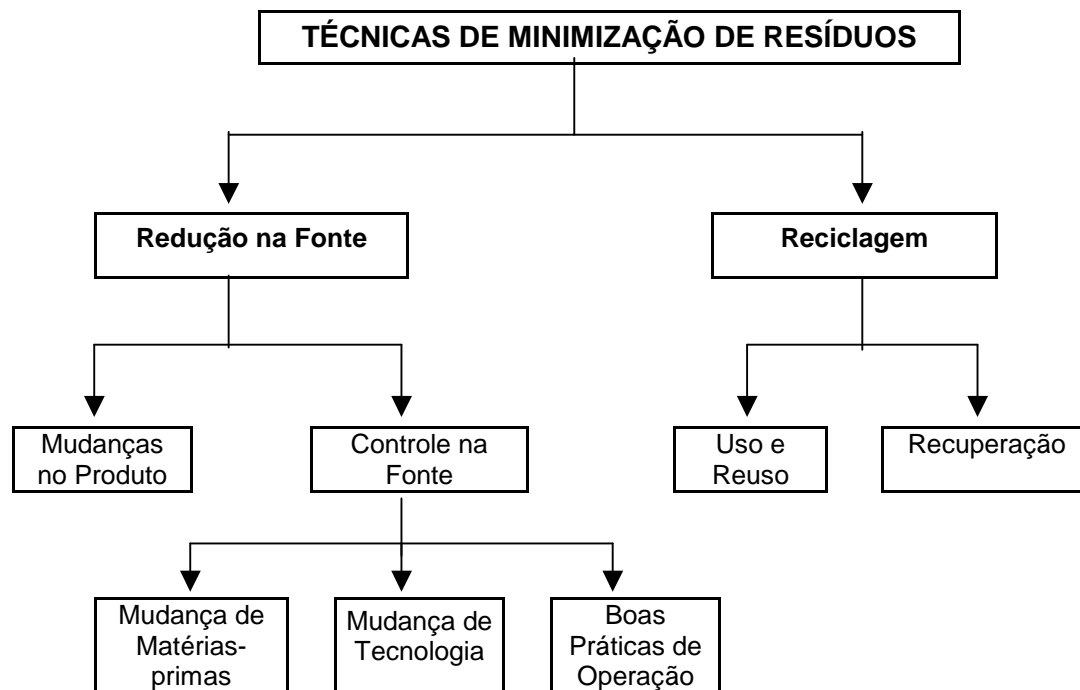 TÉCNICAS DE MINIMIZAÇÃO DE RESÍDUOS
Redução na Fonte
Reciclagem
Mudanças
no Produto
Controle na
Fonte
Uso e
Reuso
Recuperação
Mudança de
Matérias-
primas
Mudança de
Tecnologia
Boas
Práticas de
Operação